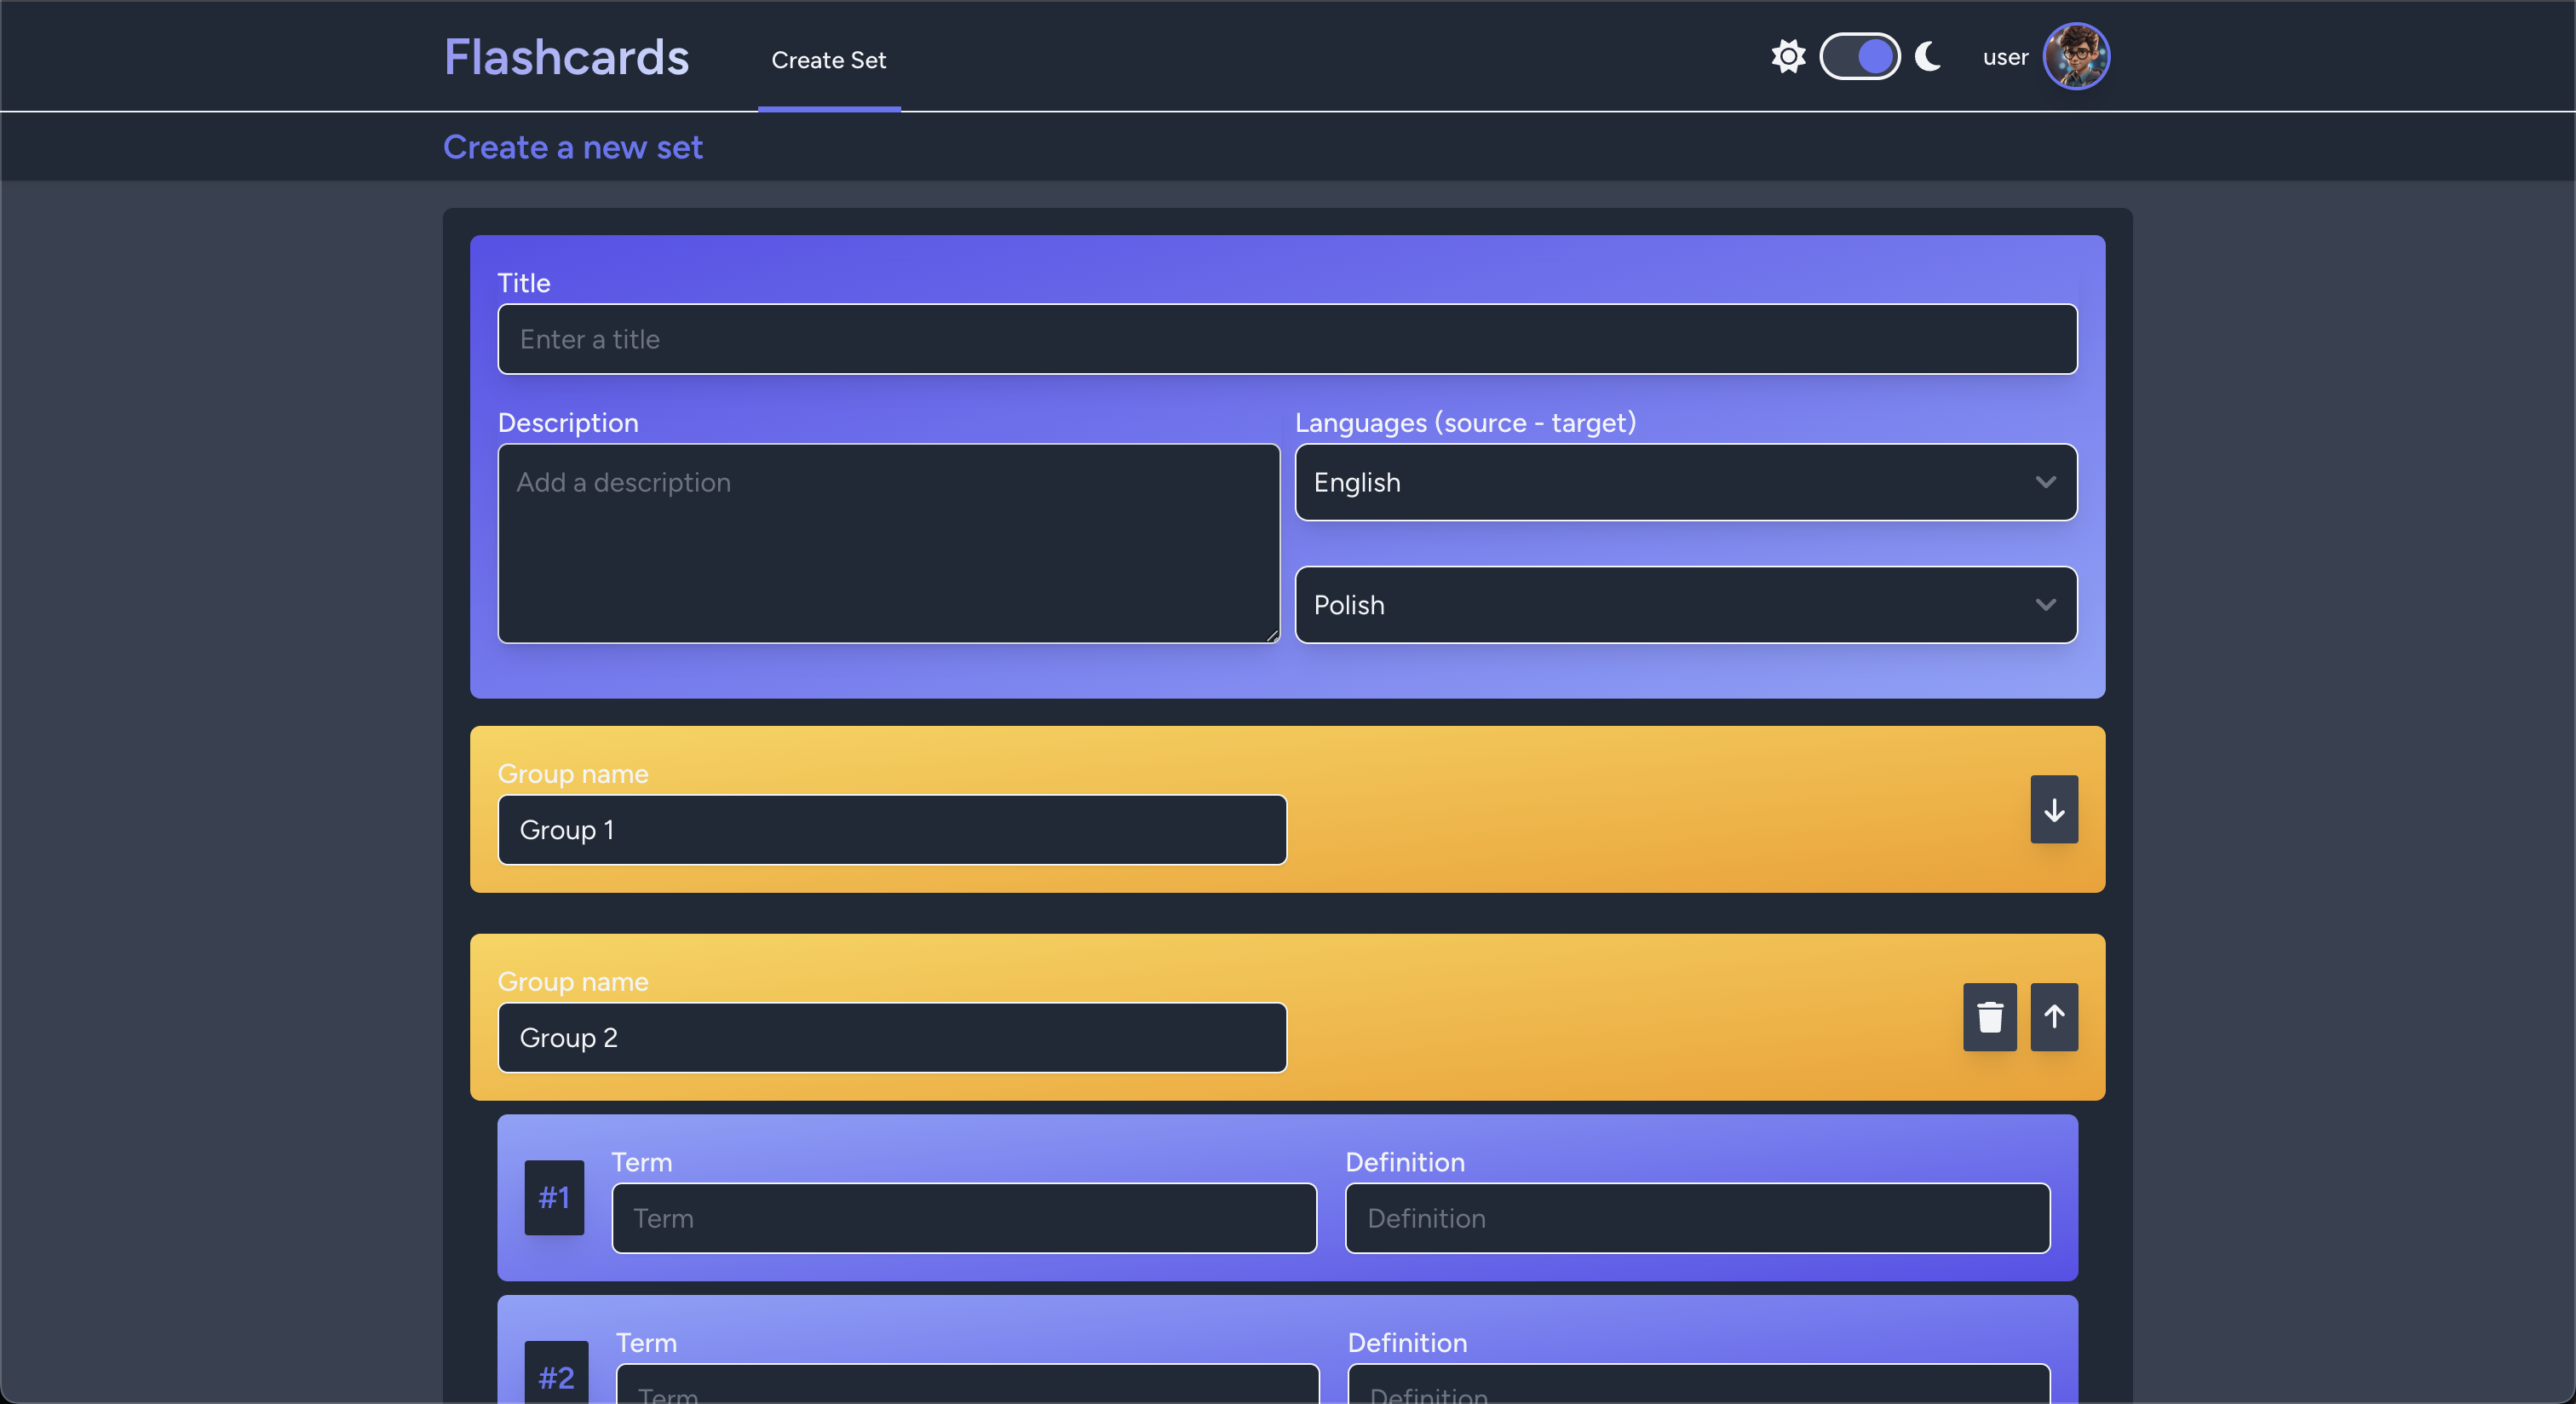 Flashcards
Create Set
user
Create a new set
Title
Enter a title
Description
Languages (source - target)
Add a description
English
Polish
Group name
Group 1
Group name
Group 2
Term
Definition
#1
Term
Definition
Term
Definition
#2
Term
Definition